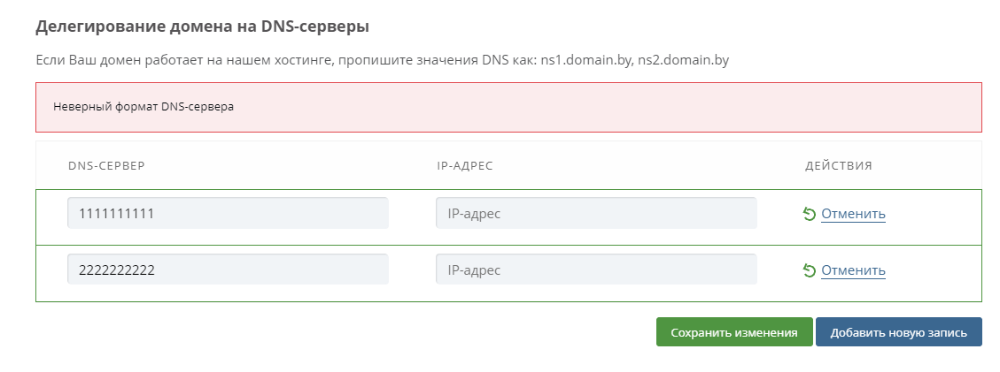 Делегирование домена на DNS-серверы
Если Ваш домен работает на нашем хостинге, пропишите значения DNS как: ns1.domain.by, ns2.domain.by
Неверный формат DNS-сервера
DNS-СЕРВЕР IP-АДРЕС ДЕЙСТВИЯ
1111111111 IP-адрес Отменить
2222222222 IP-адрес Отменить
Сохранить изменения Добавить новую запись